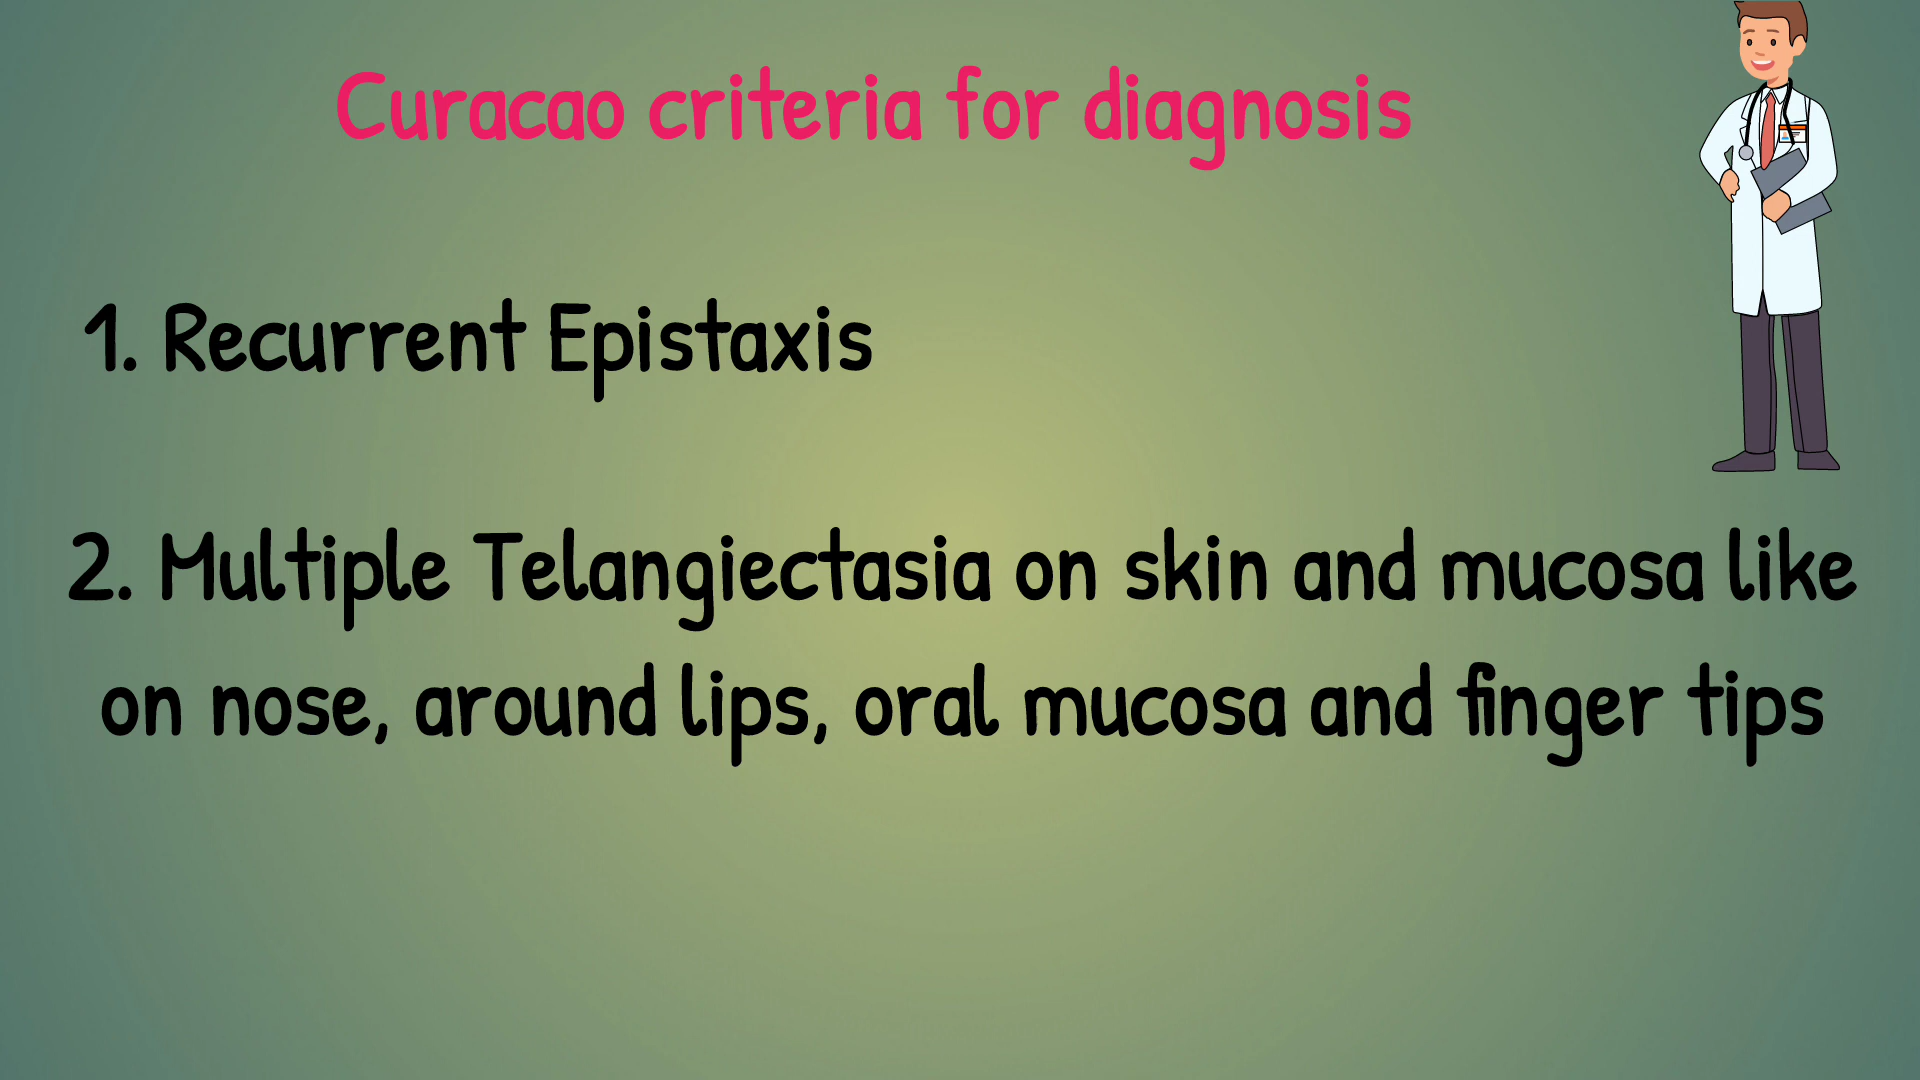 Curacao criteria for diagnosis
1. Recurrent Epistaxis
2. Multiple Telangiectasia on skin and mucosa like
on nose, around lips, oral mucosa and finger tips